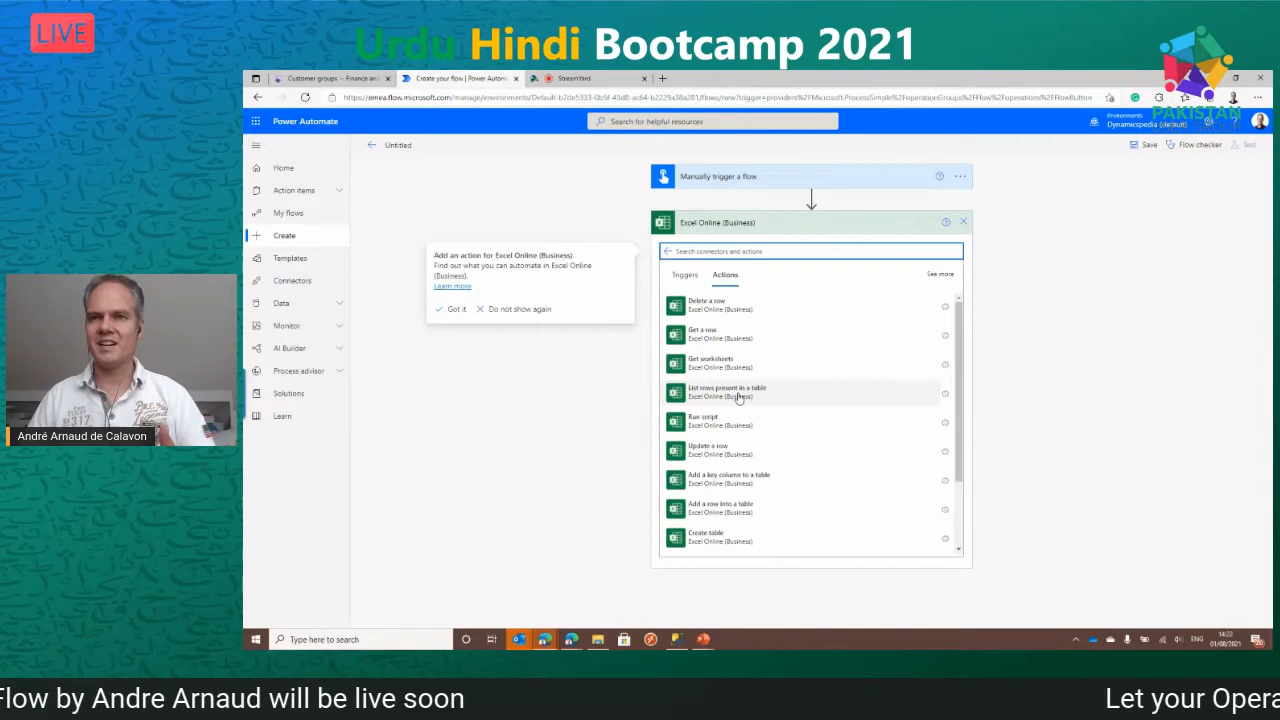 LIVE
Urdu Hindi Bootcamp 2021
Customer groups -- Finance and
Create your flow | Power Autom
StreamYard
Power Automate
Search for helpful resources
Environments
Dynamicspedia (default)
PAKISTAN
Untitled
Save
Flow checker
Test
Home
Action items
My flows
Create
Templates
Connectors
Data
Monitor
AI Builder
Process advisor
Solutions
Learn
Manually trigger a flow
Excel Online (Business)
Search connectors and actions
Triggers
Actions
See more
Add an action for Excel Online (Business)
Find out what you can automate in Excel Online
(Business).
Learn more
Got it
Do not show again
Delete a row
Excel Online (Business)
Get a row
Excel Online (Business)
Get worksheets
Excel Online (Business)
List rows present in a table
Excel Online (Business)
Run script
Excel Online (Business)
Update a row
Excel Online (Business)
Add a key column to a table
Excel Online (Business)
Add a row into a table
Excel Online (Business)
Create table
Excel Online (Business)
André Arnaud de Calavon
Type here to search
ENG
14:22
01/08/2021
Flow by Andre Arnaud will be live soon
Let your Opera